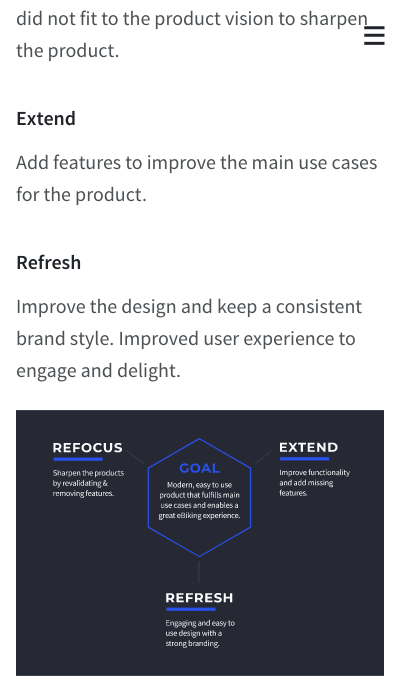 did not fit to the product vision to sharpen
the product.
Extend
Add features to improve the main use cases
for the product.
Refresh
Improve the design and keep a consistent
brand style. Improved user experience to
engage and delight.
REFOCUS
Sharpen the products
by revalidating &
removing features.
GOAL
Modern, easy to use
product that fulfills main
use cases and enables a
great eBiking experience.
EXTEND
Improve functionality
and add missing
features.
REFRESH
Engaging and easy to
use design with a
strong branding.